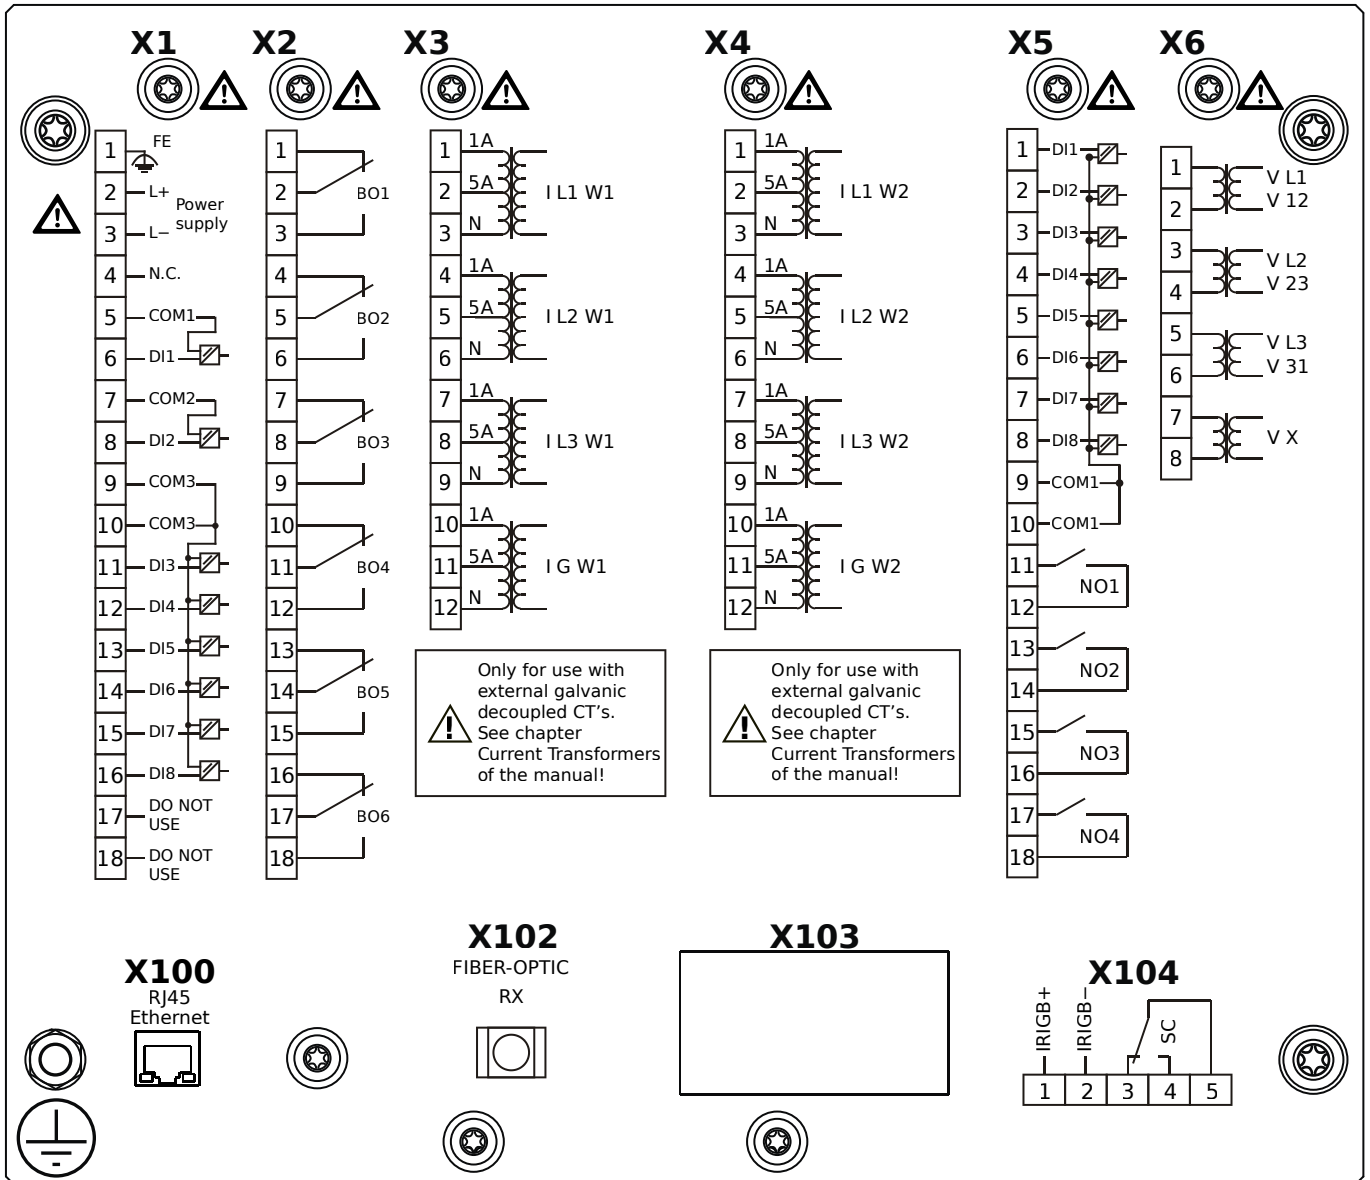 X1 X2 X3 X4 X5 X6
1 FE
2 L+ Power
3 L− supply
4 N.C.
5 COM1
6 DI1
7 COM2
8 DI2
9 COM3
10 COM3
11 DI3
12 DI4
13 DI5
14 DI6
15 DI7
16 DI8
17 DO NOT
USE
18 DO NOT
USE
1
2 BO1
3
4
5 BO2
6
7
8 BO3
9
10
11 BO4
12
13
14 BO5
15
16
17 BO6
18
1 1A
2 5A I L1 W1
3 N
4 1A
5 5A I L2 W1
6 N
7 1A
8 5A I L3 W1
9 N
10 1A
11 5A I G W1
12 N
Only for use with
external galvanic
decoupled CT's.
See chapter
Current Transformers
of the manual!
1 1A
2 5A I L1 W2
3 N
4 1A
5 5A I L2 W2
6 N
7 1A
8 5A I L3 W2
9 N
10 1A
11 5A I G W2
12 N
Only for use with
external galvanic
decoupled CT's.
See chapter
Current Transformers
of the manual!
1 DI1
2 DI2
3 DI3
4 DI4
5 DI5
6 DI6
7 DI7
8 DI8
9 COM1
10 COM1
11
NO1
12
13
NO2
14
15
NO3
16
17
NO4
18
1 V L1
2 V 12
3 V L2
4 V 23
5 V L3
6 V 31
7
V X
8
X100
RJ45
Ethernet
X102
FIBER-OPTIC
RX
X103
X104
IRIGB+
IRIGB−
SC
1 2 3 4 5